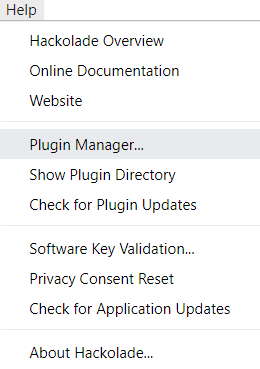 Help
Hackolade Overview
Online Documentation
Website
Plugin Manager...
Show Plugin Directory
Check for Plugin Updates
Software Key Validation...
Privacy Consent Reset
Check for Application Updates
About Hackolade...